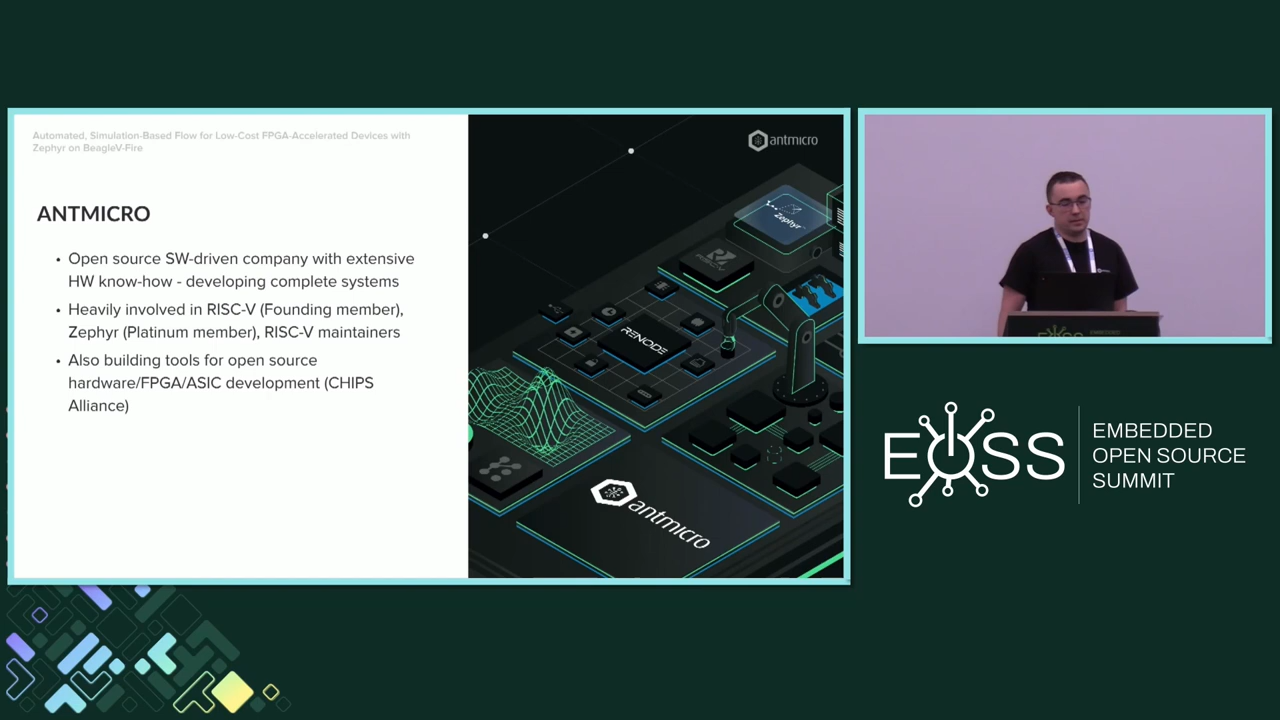 Automated, Simulation-Based Flow for Low-Cost FPGA-Accelerated Devices with
Zephyr on BeagleV-Fire
antmicro
ANTMICRO
• Open source SW-driven company with extensive
HW know-how - developing complete systems
• Heavily involved in RISC-V (Founding member),
Zephyr (Platinum member), RISC-V maintainers
• Also building tools for open source
hardware/FPGA/ASIC development (CHIPS
Alliance)
Zephyr
RISC-V
RENODE
antmicro
EOSS
EMBEDDED
OPEN SOURCE
SUMMIT